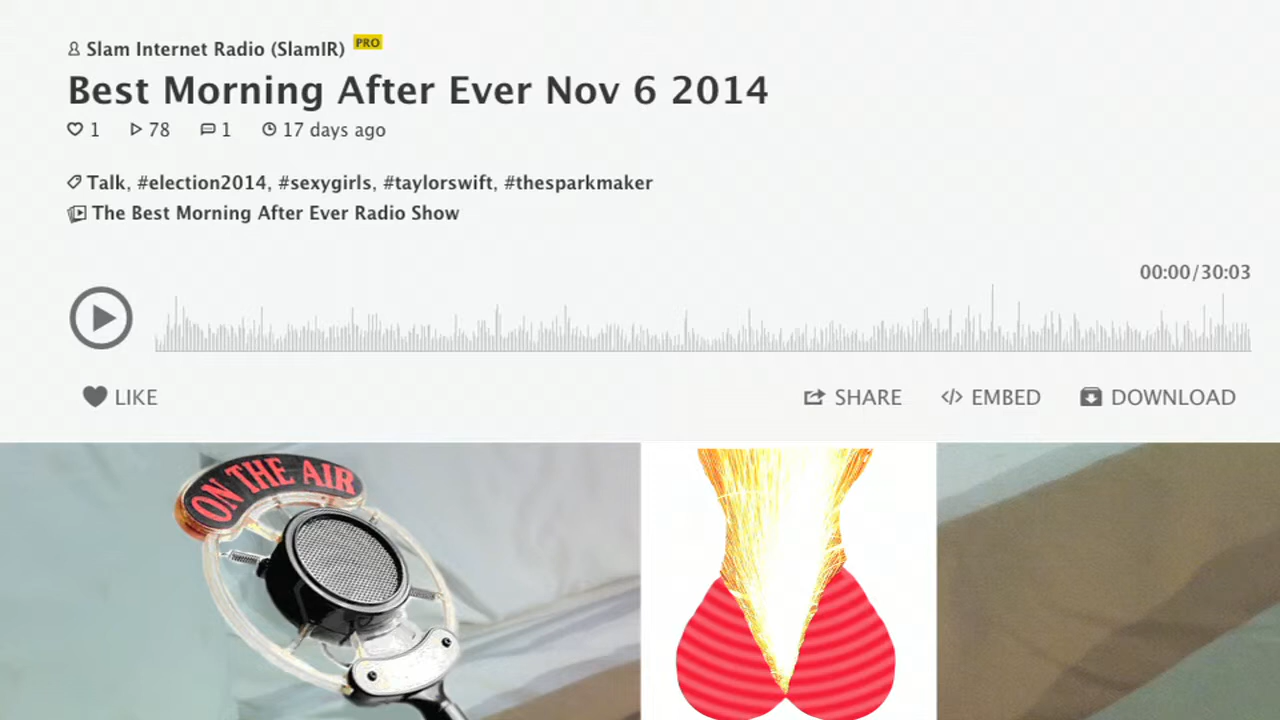 Slam Internet Radio (SlamIR) PRO
Best Morning After Ever Nov 6 2014
1 78 1 17 days ago
Talk, #election2014, #sexygirls, #taylorswift, #thesparkmaker
The Best Morning After Ever Radio Show
00:00/30:03
LIKE SHARE </> EMBED DOWNLOAD
ON THE AIR